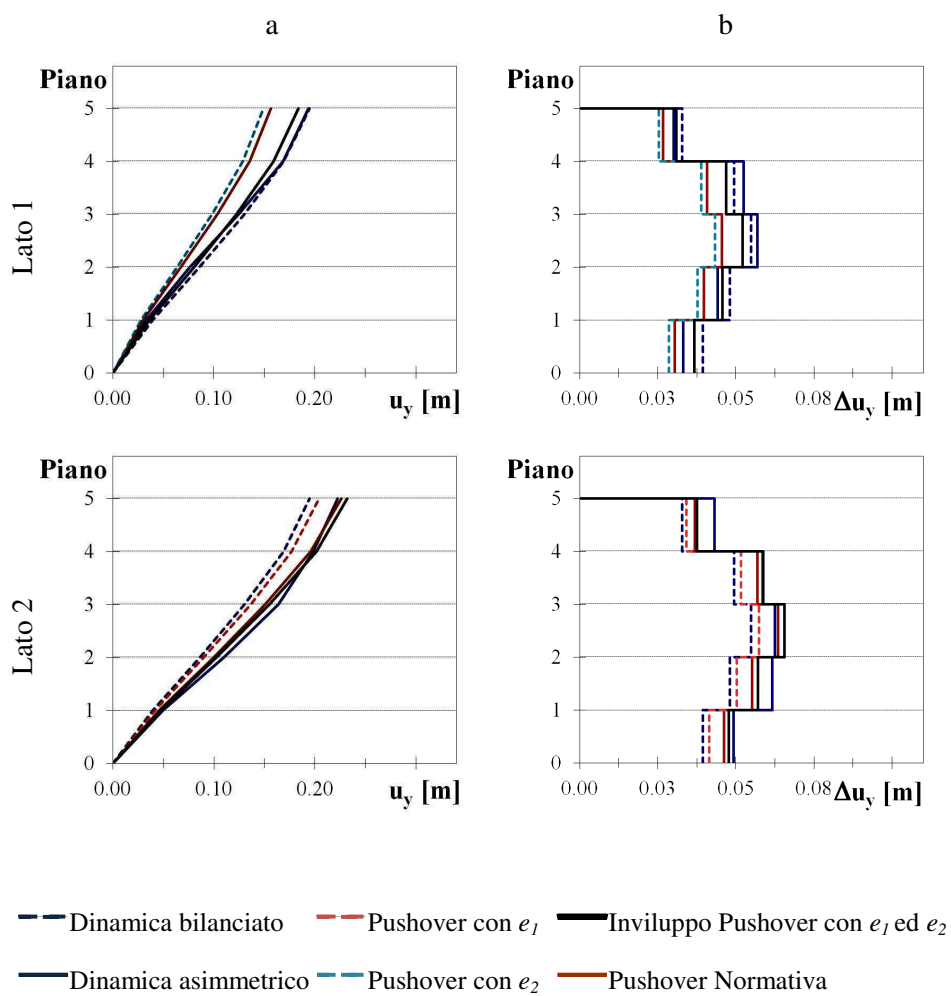 a
b
Piano
5
4
3
2
1
0
0.00
0.10
0.20
u_y [m]
Lato 1
Piano
5
4
3
2
1
0
0.00
0.03
0.05
0.08
Δu_y [m]
Piano
5
4
3
2
1
0
0.00
0.10
0.20
u_y [m]
Lato 2
Piano
5
4
3
2
1
0
0.00
0.03
0.05
0.08
Δu_y [m]
Dinamica bilanciato
Pushover con e_1
Inviluppo Pushover con e_1 ed e_2
Dinamica asimmetrico
Pushover con e_2
Pushover Normativa